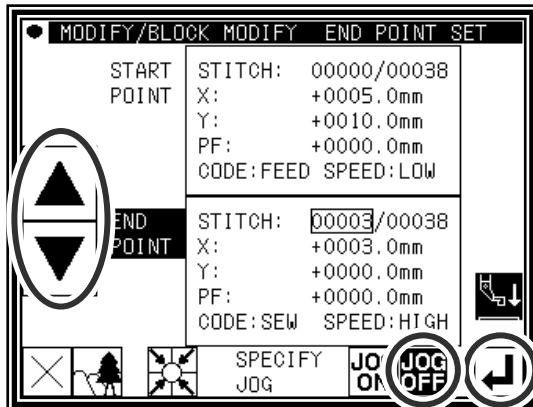 MODIFY/BLOCK MODIFY END POINT SET
START POINT
STITCH: 00000/00038
X: +0005.0mm
Y: +0010.0mm
PF: +0000.0mm
CODE:FEED SPEED:LOW
END POINT
STITCH: 00003/00038
X: +0003.0mm
Y: +0000.0mm
PF: +0000.0mm
CODE:SEW SPEED:HIGH
SPECIFY JOG
JOG ON
JOG OFF